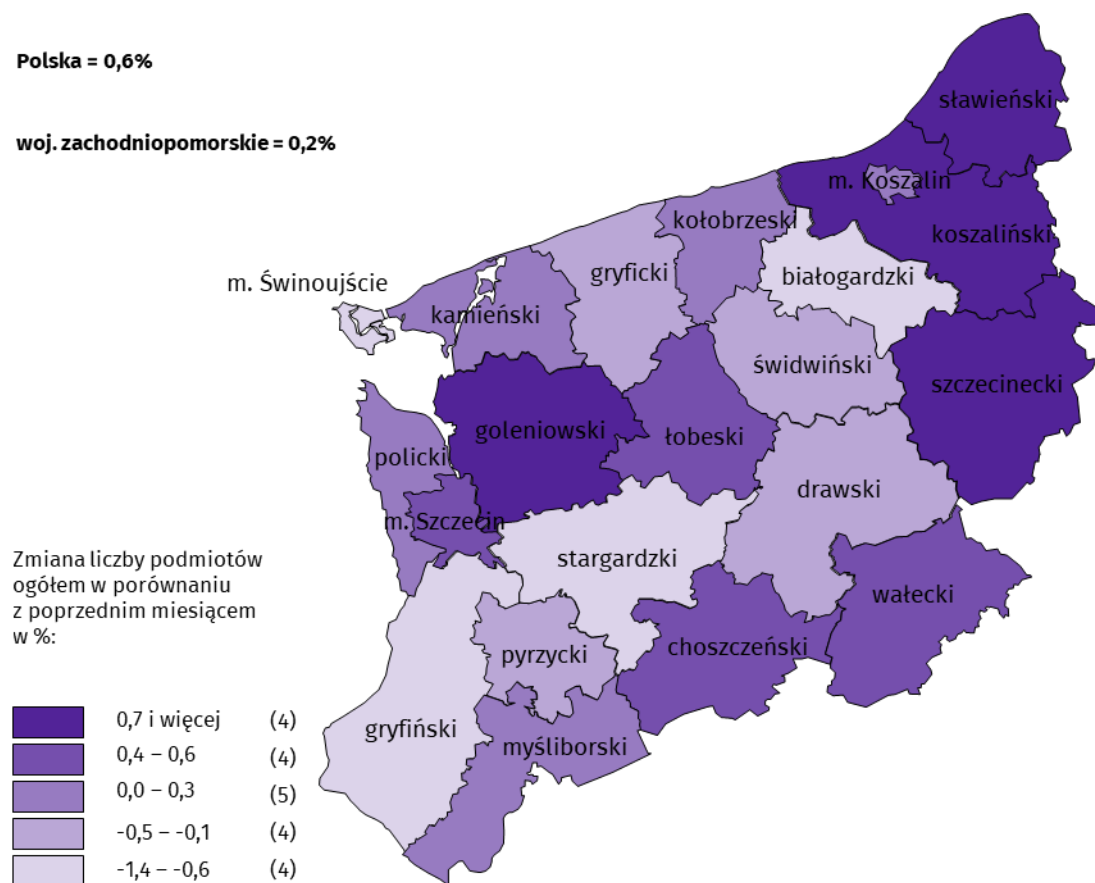 Polska = 0,6%
woj. zachodniopomorskie = 0,2%
sławieński
m. Koszalin
kołobrzeski
koszaliński
gryficki
białogardzki
m. Świnoujście
kamieński
świdwiński
szczecinecki
goleniowski
łobeski
policki
drawski
m. Szczecin
stargardzki
wałecki
choszczeński
pyrzycki
gryfiński
myśliborski
Zmiana liczby podmiotów
ogółem w porównaniu
z poprzednim miesiącem
w %:
0,7 i więcej (4)
0,4 – 0,6 (4)
0,0 – 0,3 (5)
-0,5 – -0,1 (4)
-1,4 – -0,6 (4)